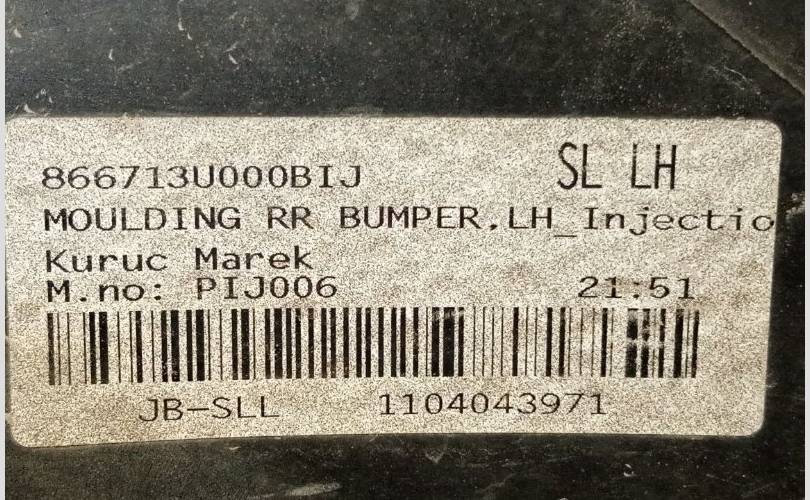 866713U000BIJ SL LH
MOULDING RR BUMPER.LH_Injectio
Kuruc Marek
M.no: PIJ006 21:51
JB-SLL 1104043971